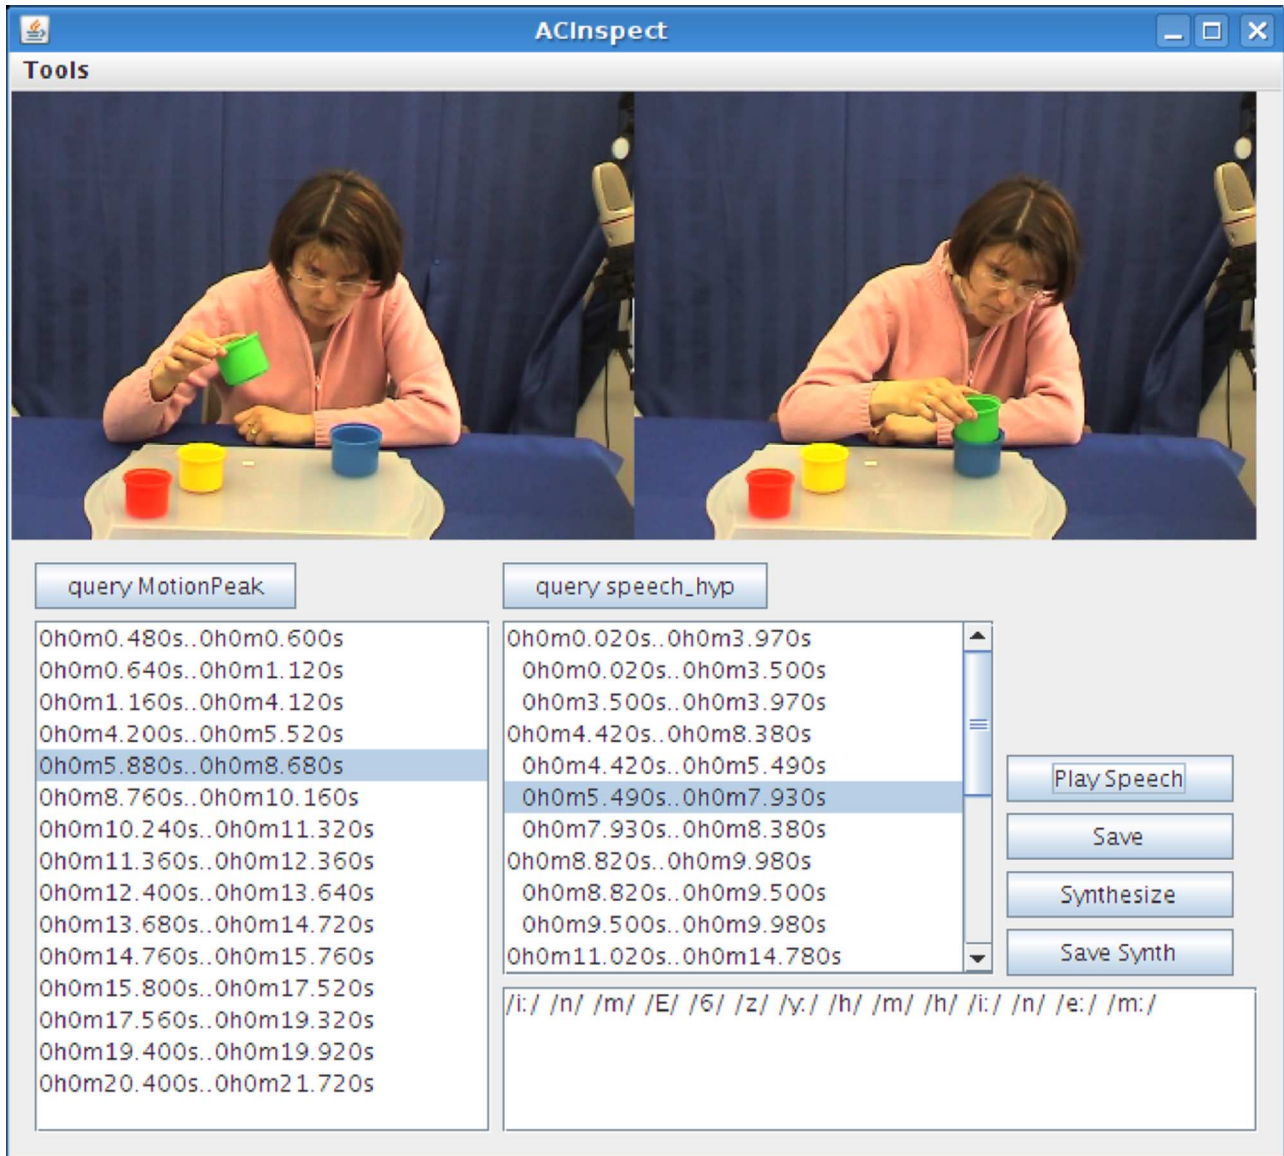 ACInspect
Tools
query MotionPeak
query speech_hyp
0h0m0.480s..0h0m0.600s
0h0m0.640s..0h0m1.120s
0h0m1.160s..0h0m4.120s
0h0m4.200s..0h0m5.520s
0h0m5.880s..0h0m8.680s
0h0m8.760s..0h0m10.160s
0h0m10.240s..0h0m11.320s
0h0m11.360s..0h0m12.360s
0h0m12.400s..0h0m13.640s
0h0m13.680s..0h0m14.720s
0h0m14.760s..0h0m15.760s
0h0m15.800s..0h0m17.520s
0h0m17.560s..0h0m19.320s
0h0m19.400s..0h0m19.920s
0h0m20.400s..0h0m21.720s
0h0m0.020s..0h0m3.970s
0h0m0.020s..0h0m3.500s
0h0m3.500s..0h0m3.970s
0h0m4.420s..0h0m8.380s
0h0m4.420s..0h0m5.490s
0h0m5.490s..0h0m7.930s
0h0m7.930s..0h0m8.380s
0h0m8.820s..0h0m9.980s
0h0m8.820s..0h0m9.500s
0h0m9.500s..0h0m9.980s
0h0m11.020s..0h0m14.780s
Play Speech
Save
Synthesize
Save Synth
/i:/ /n/ /m/ /E/ /6/ /z/ /y:/ /h/ /m/ /h/ /i:/ /n/ /e:/ /m:/